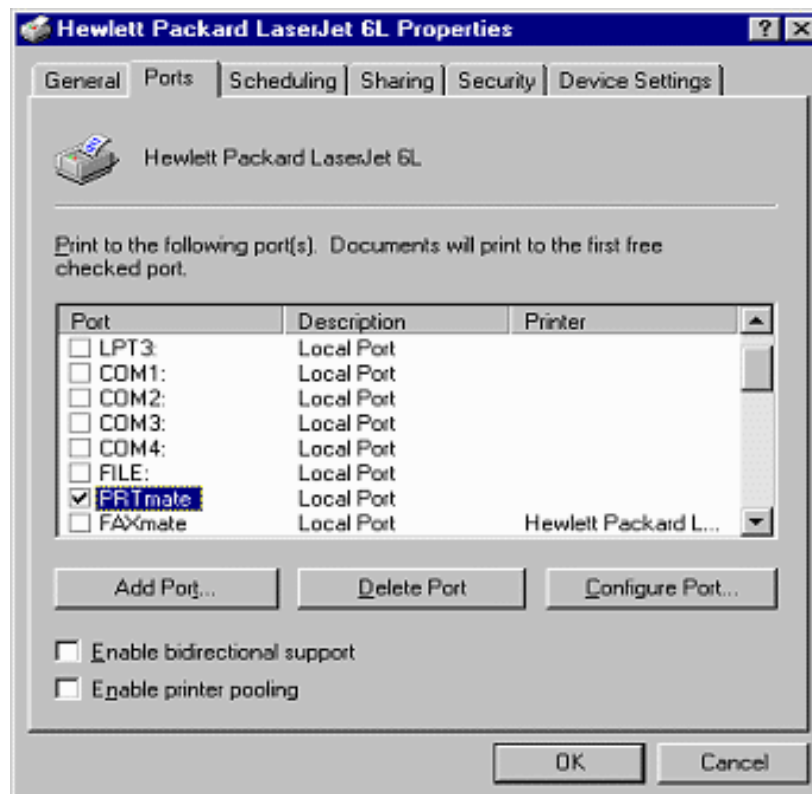 Hewlett Packard LaserJet 6L Properties
General Ports Scheduling Sharing Security Device Settings
Hewlett Packard LaserJet 6L
Print to the following port(s). Documents will print to the first free
checked port.
Port Description Printer
LPT3: Local Port
COM1: Local Port
COM2: Local Port
COM3: Local Port
COM4: Local Port
FILE: Local Port
PRTmate Local Port
FAXmate Local Port Hewlett Packard L...
Add Port... Delete Port Configure Port...
Enable bidirectional support
Enable printer pooling
OK Cancel